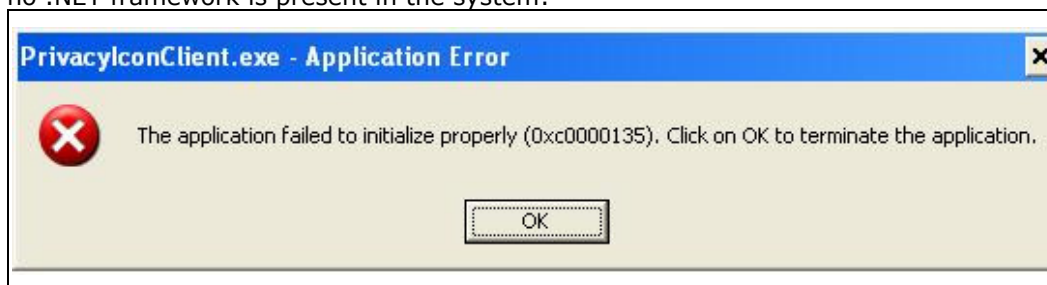 no .NET framework is present in the system.
PrivacyIconClient.exe - Application Error
The application failed to initialize properly (0xc0000135). Click on OK to terminate the application.
OK